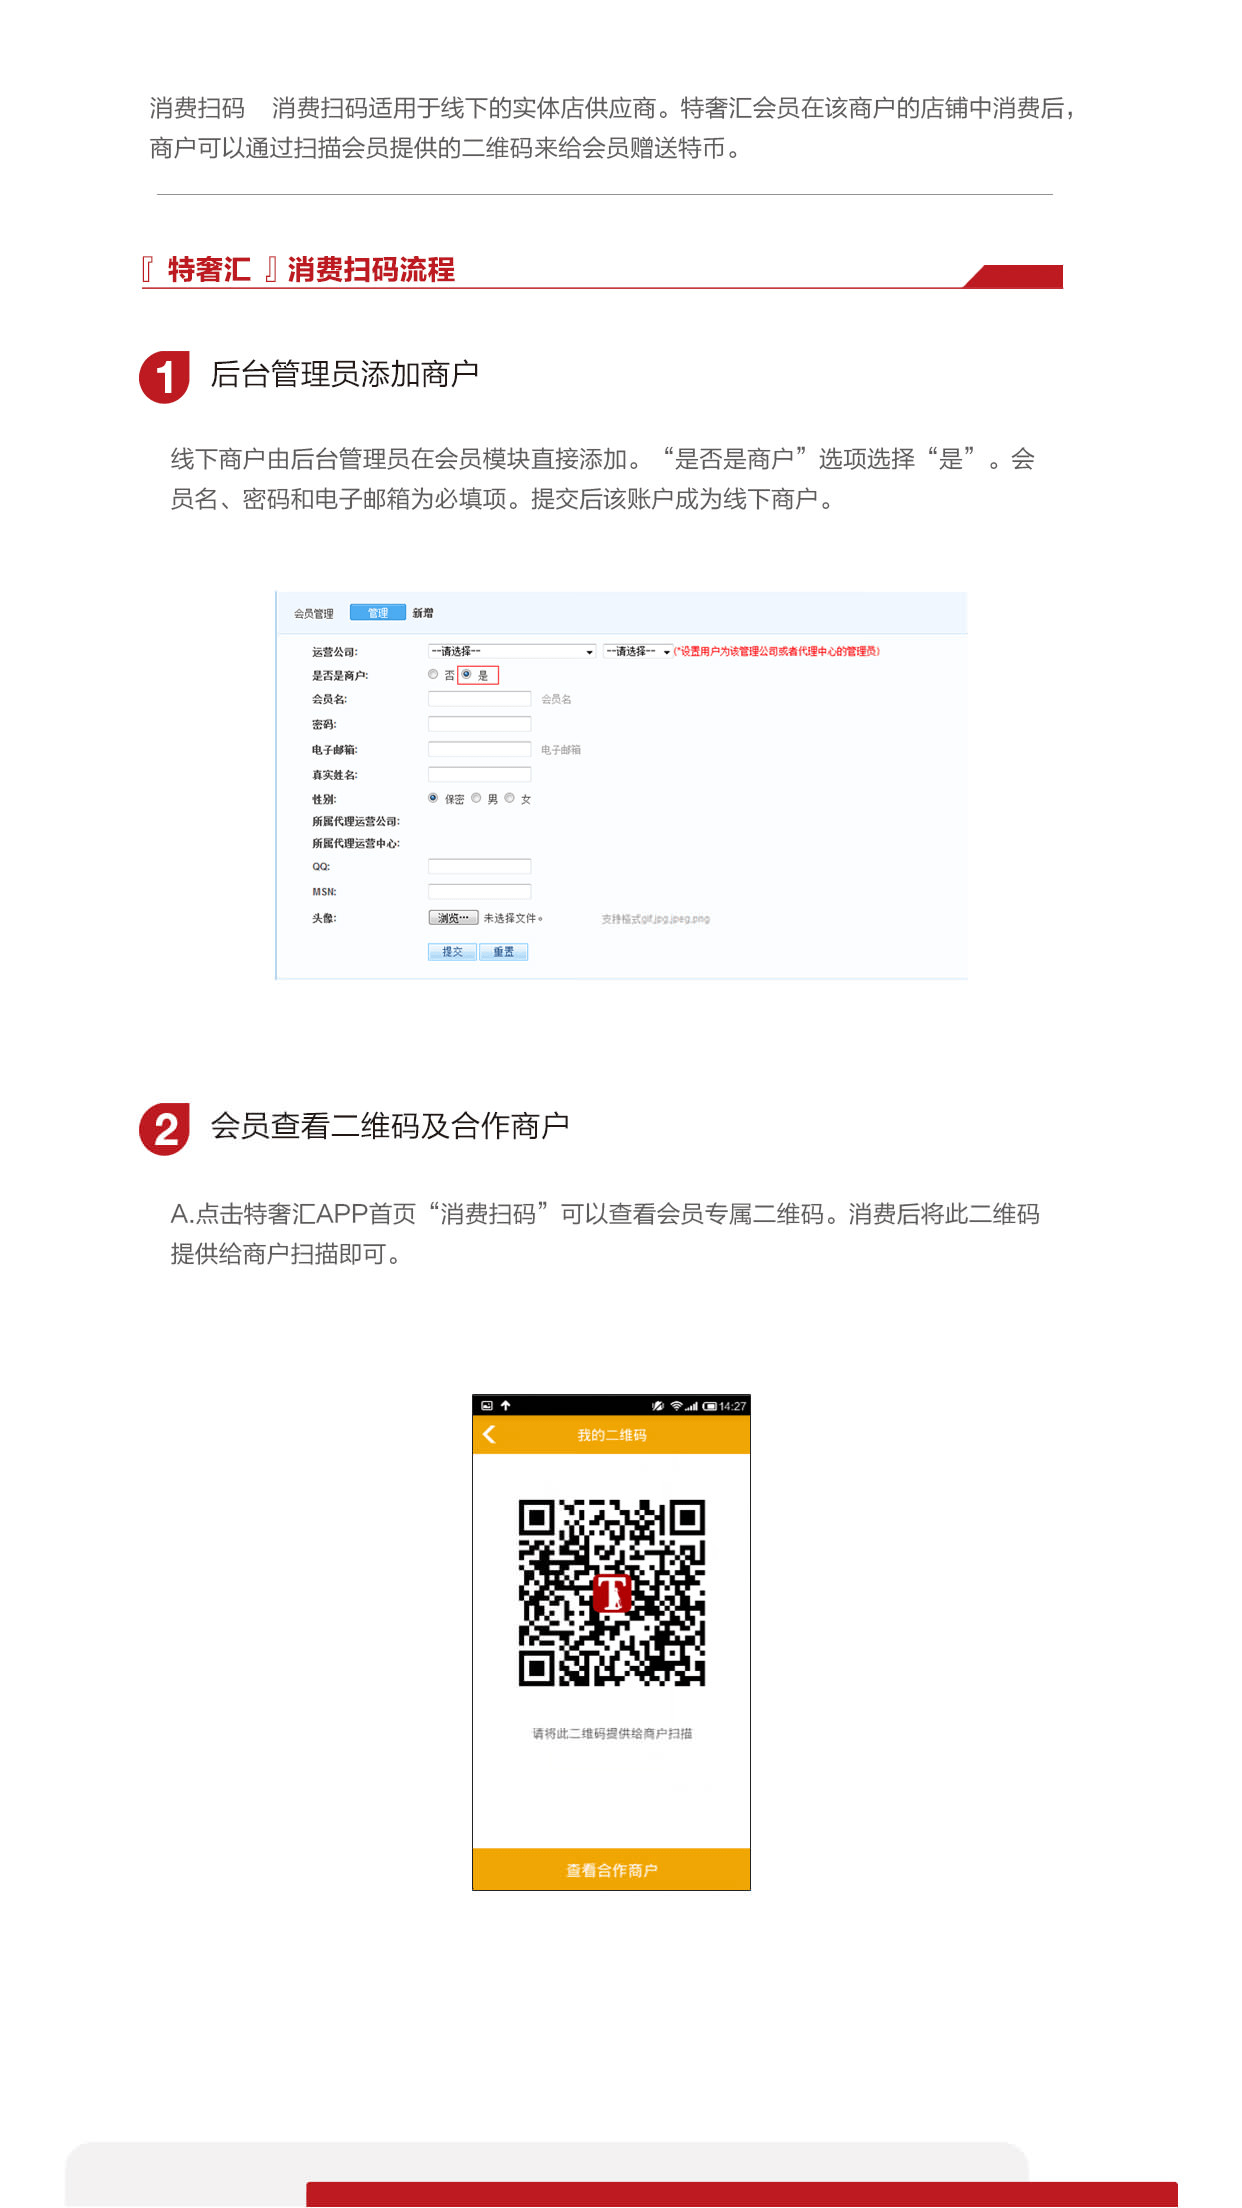 消费扫码　消费扫码适用于线下的实体店供应商。特奢汇会员在该商户的店铺中消费后，
商户可以通过扫描会员提供的二维码来给会员赠送特币。
『 特奢汇 』消费扫码流程
1 后台管理员添加商户
线下商户由后台管理员在会员模块直接添加。“是否是商户”选项选择“是”。会
员名、密码和电子邮箱为必填项。提交后该账户成为线下商户。
会员管理 管理 新增
运营公司: --请选择-- --请选择-- (*设置用户为该管理公司或者代理中心的管理员)
是否是商户: 否 是
会员名: 会员名
密码:
电子邮箱: 电子邮箱
真实姓名:
性别: 保密 男 女
所属代理运营公司:
所属代理运营中心:
QQ:
MSN:
头像: 浏览… 未选择文件。 支持格式gif,jpg,jpeg,png
提交 重置
2 会员查看二维码及合作商户
A.点击特奢汇APP首页“消费扫码”可以查看会员专属二维码。消费后将此二维码
提供给商户扫描即可。
14:27
我的二维码
T
请将此二维码提供给商户扫描
查看合作商户